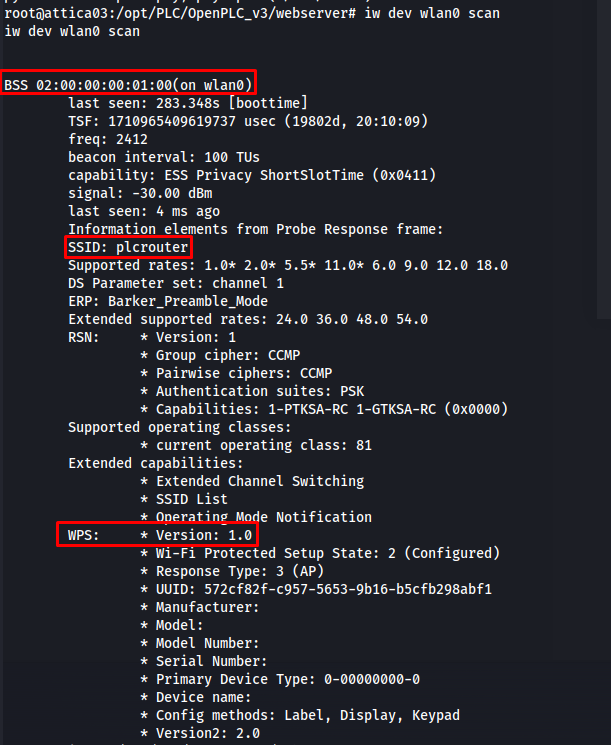 root@attica03:/opt/PLC/OpenPLC_v3/webserver# iw dev wlan0 scan
iw dev wlan0 scan
BSS 02:00:00:00:01:00(on wlan0)
last seen: 283.348s [boottime]
TSF: 1710965409619737 usec (19802d, 20:10:09)
freq: 2412
beacon interval: 100 TUs
capability: ESS Privacy ShortSlotTime (0x0411)
signal: -30.00 dBm
last seen: 4 ms ago
Information elements from Probe Response frame:
SSID: plcrouter
Supported rates: 1.0* 2.0* 5.5* 11.0* 6.0 9.0 12.0 18.0
DS Parameter set: channel 1
ERP: Barker_Preamble_Mode
Extended supported rates: 24.0 36.0 48.0 54.0
RSN: * Version: 1
* Group cipher: CCMP
* Pairwise ciphers: CCMP
* Authentication suites: PSK
* Capabilities: 1-PTKSA-RC 1-GTKSA-RC (0x0000)
Supported operating classes:
* current operating class: 81
Extended capabilities:
* Extended Channel Switching
* SSID List
* Operating Mode Notification
WPS: * Version: 1.0
* Wi-Fi Protected Setup State: 2 (Configured)
* Response Type: 3 (AP)
* UUID: 572cf82f-c957-5653-9b16-b5cfb298abf1
* Manufacturer:
* Model:
* Model Number:
* Serial Number:
* Primary Device Type: 0-00000000-0
* Device name:
* Config methods: Label, Display, Keypad
* Version2: 2.0